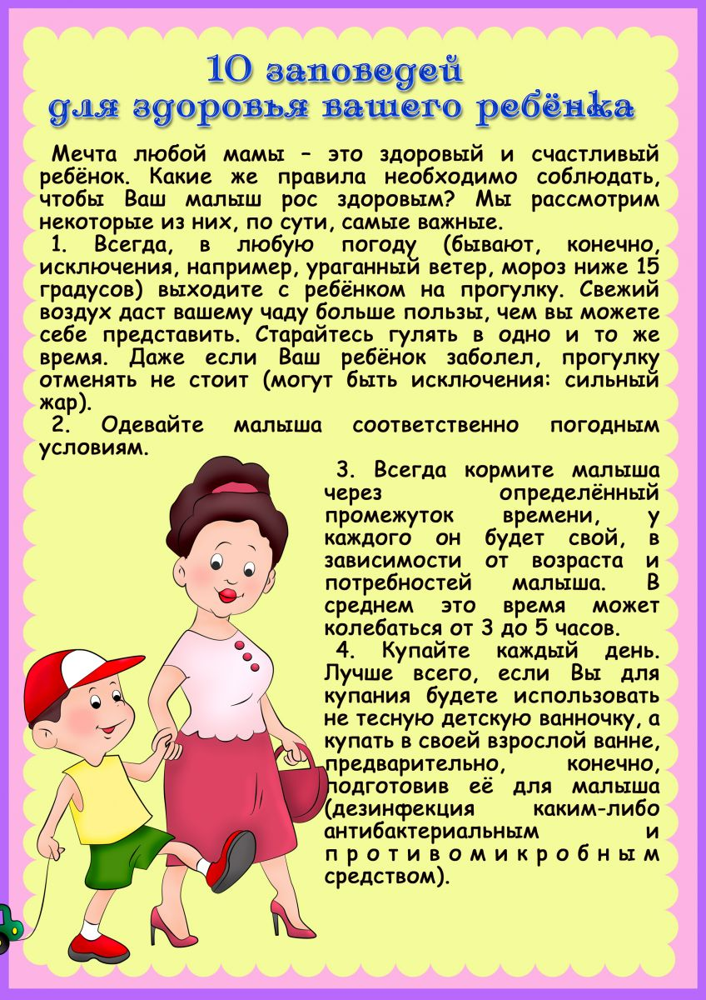 10 заповедей
для здоровья вашего ребёнка
Мечта любой мамы – это здоровый и счастливый
ребёнок. Какие же правила необходимо соблюдать,
чтобы Ваш малыш рос здоровым? Мы рассмотрим
некоторые из них, по сути, самые важные.
1. Всегда, в любую погоду (бывают, конечно,
исключения, например, ураганный ветер, мороз ниже 15
градусов) выходите с ребёнком на прогулку. Свежий
воздух даст вашему чаду больше пользы, чем вы можете
себе представить. Старайтесь гулять в одно и то же
время. Даже если Ваш ребёнок заболел, прогулку
отменять не стоит (могут быть исключения: сильный
жар).
2. Одевайте малыша соответственно погодным
условиям.
3. Всегда кормите малыша
через определённый
промежуток времени, у
каждого он будет свой, в
зависимости от возраста и
потребностей малыша. В
среднем это время может
колебаться от 3 до 5 часов.
4. Купайте каждый день.
Лучше всего, если Вы для
купания будете использовать
не тесную детскую ванночку, а
купать в своей взрослой ванне,
предварительно, конечно,
подготовив её для малыша
(дезинфекция каким-либо
антибактериальным и
противомикробным
средством).